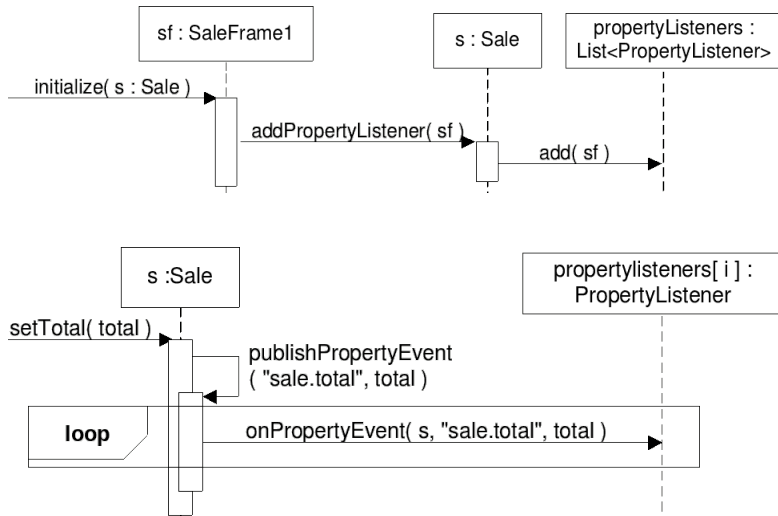 sf : SaleFrame1
s : Sale
propertyListeners :
List<PropertyListener>
initialize( s : Sale )
addPropertyListener( sf )
add( sf )
s :Sale
propertylisteners[ i ] :
PropertyListener
setTotal( total )
publishPropertyEvent
( "sale.total", total )
loop
onPropertyEvent( s, "sale.total", total )